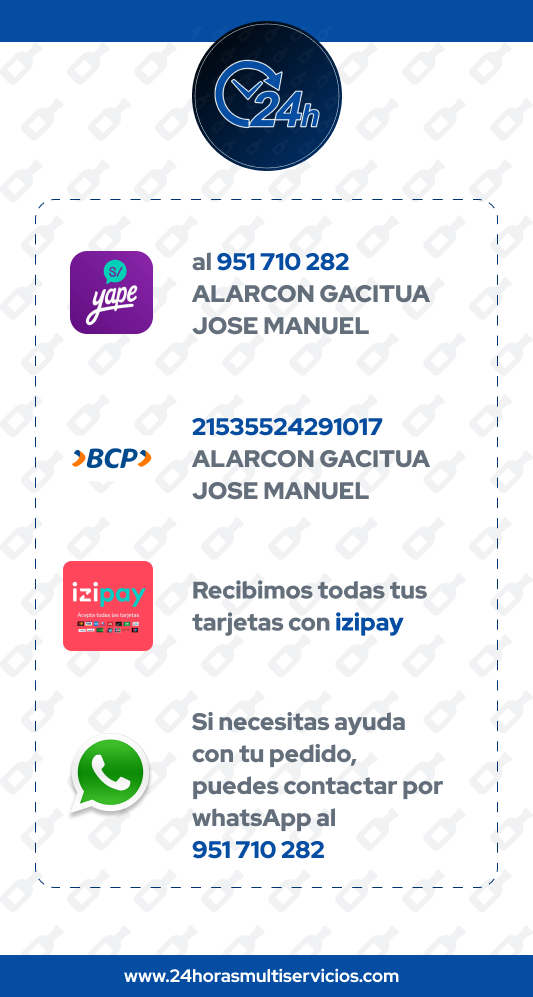 24h
S/
yape
al 951 710 282
ALARCON GACITUA
JOSE MANUEL
BCP
21535524291017
ALARCON GACITUA
JOSE MANUEL
izipay
Acepta todas las tarjetas
Recibimos todas tus
tarjetas con izipay
Si necesitas ayuda
con tu pedido,
puedes contactar por
whatsApp al
951 710 282
www.24horasmultiservicios.com